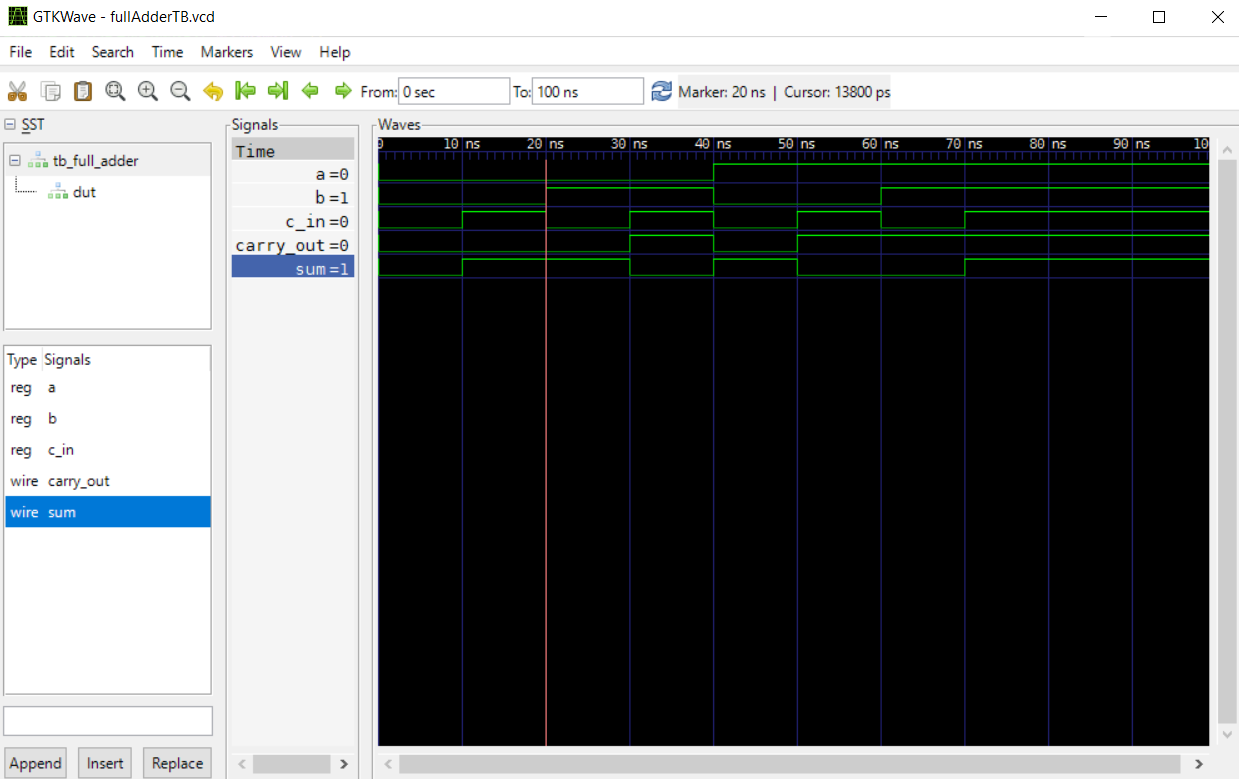 GTKWave - fullAdderTB.vcd
File Edit Search Time Markers View Help
From: 0 sec To: 100 ns Marker: 20 ns | Cursor: 13800 ps
SST
tb_full_adder
dut
Type Signals
reg a
reg b
reg c_in
wire carry_out
wire sum
Append Insert Replace
Signals
Time
a=0
b=1
c_in=0
carry_out=0
sum=1
Waves
0 10 ns 20 ns 30 ns 40 ns 50 ns 60 ns 70 ns 80 ns 90 ns 10